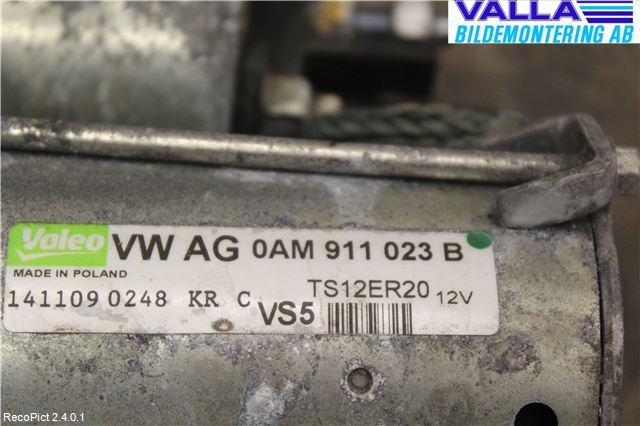 VALLA
BILDEMONTERING AB
Valeo VW AG 0AM 911 023 B
MADE IN POLAND
141109 0248 KR C VS5 TS12ER20 12V
RecoPict 2.4.0.1